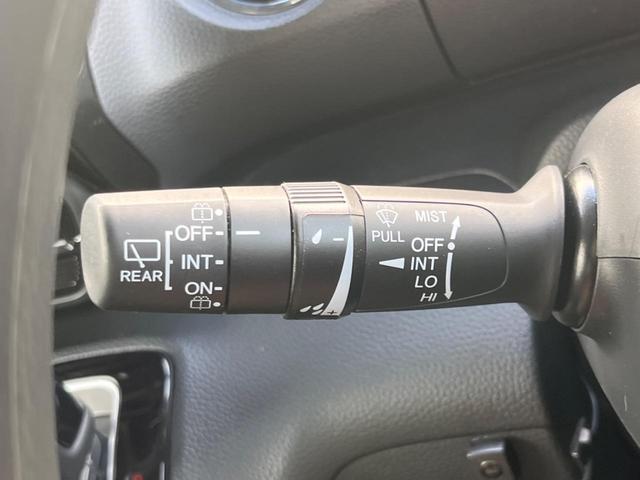 OFF
INT
ON
REAR
PULL
MIST
OFF
INT
LO
HI